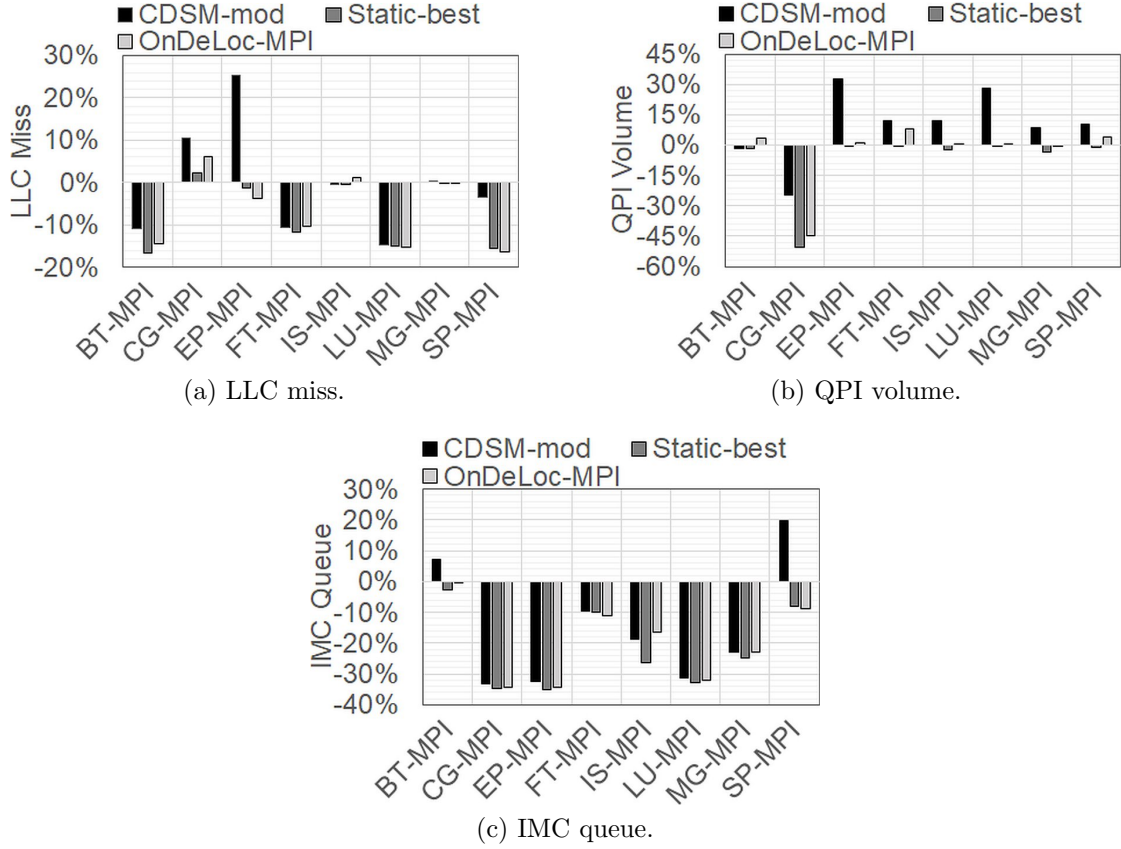 CDSM-mod Static-best
OnDeLoc-MPI
30%
20%
10%
0%
-10%
-20%
LLC Miss
BT-MPI CG-MPI EP-MPI FT-MPI IS-MPI LU-MPI MG-MPI SP-MPI
(a) LLC miss.
CDSM-mod Static-best
OnDeLoc-MPI
45%
30%
15%
0%
-15%
-30%
-45%
-60%
QPI Volume
BT-MPI CG-MPI EP-MPI FT-MPI IS-MPI LU-MPI MG-MPI SP-MPI
(b) QPI volume.
CDSM-mod Static-best
OnDeLoc-MPI
30%
20%
10%
0%
-10%
-20%
-30%
-40%
IMC Queue
BT-MPI CG-MPI EP-MPI FT-MPI IS-MPI LU-MPI MG-MPI SP-MPI
(c) IMC queue.